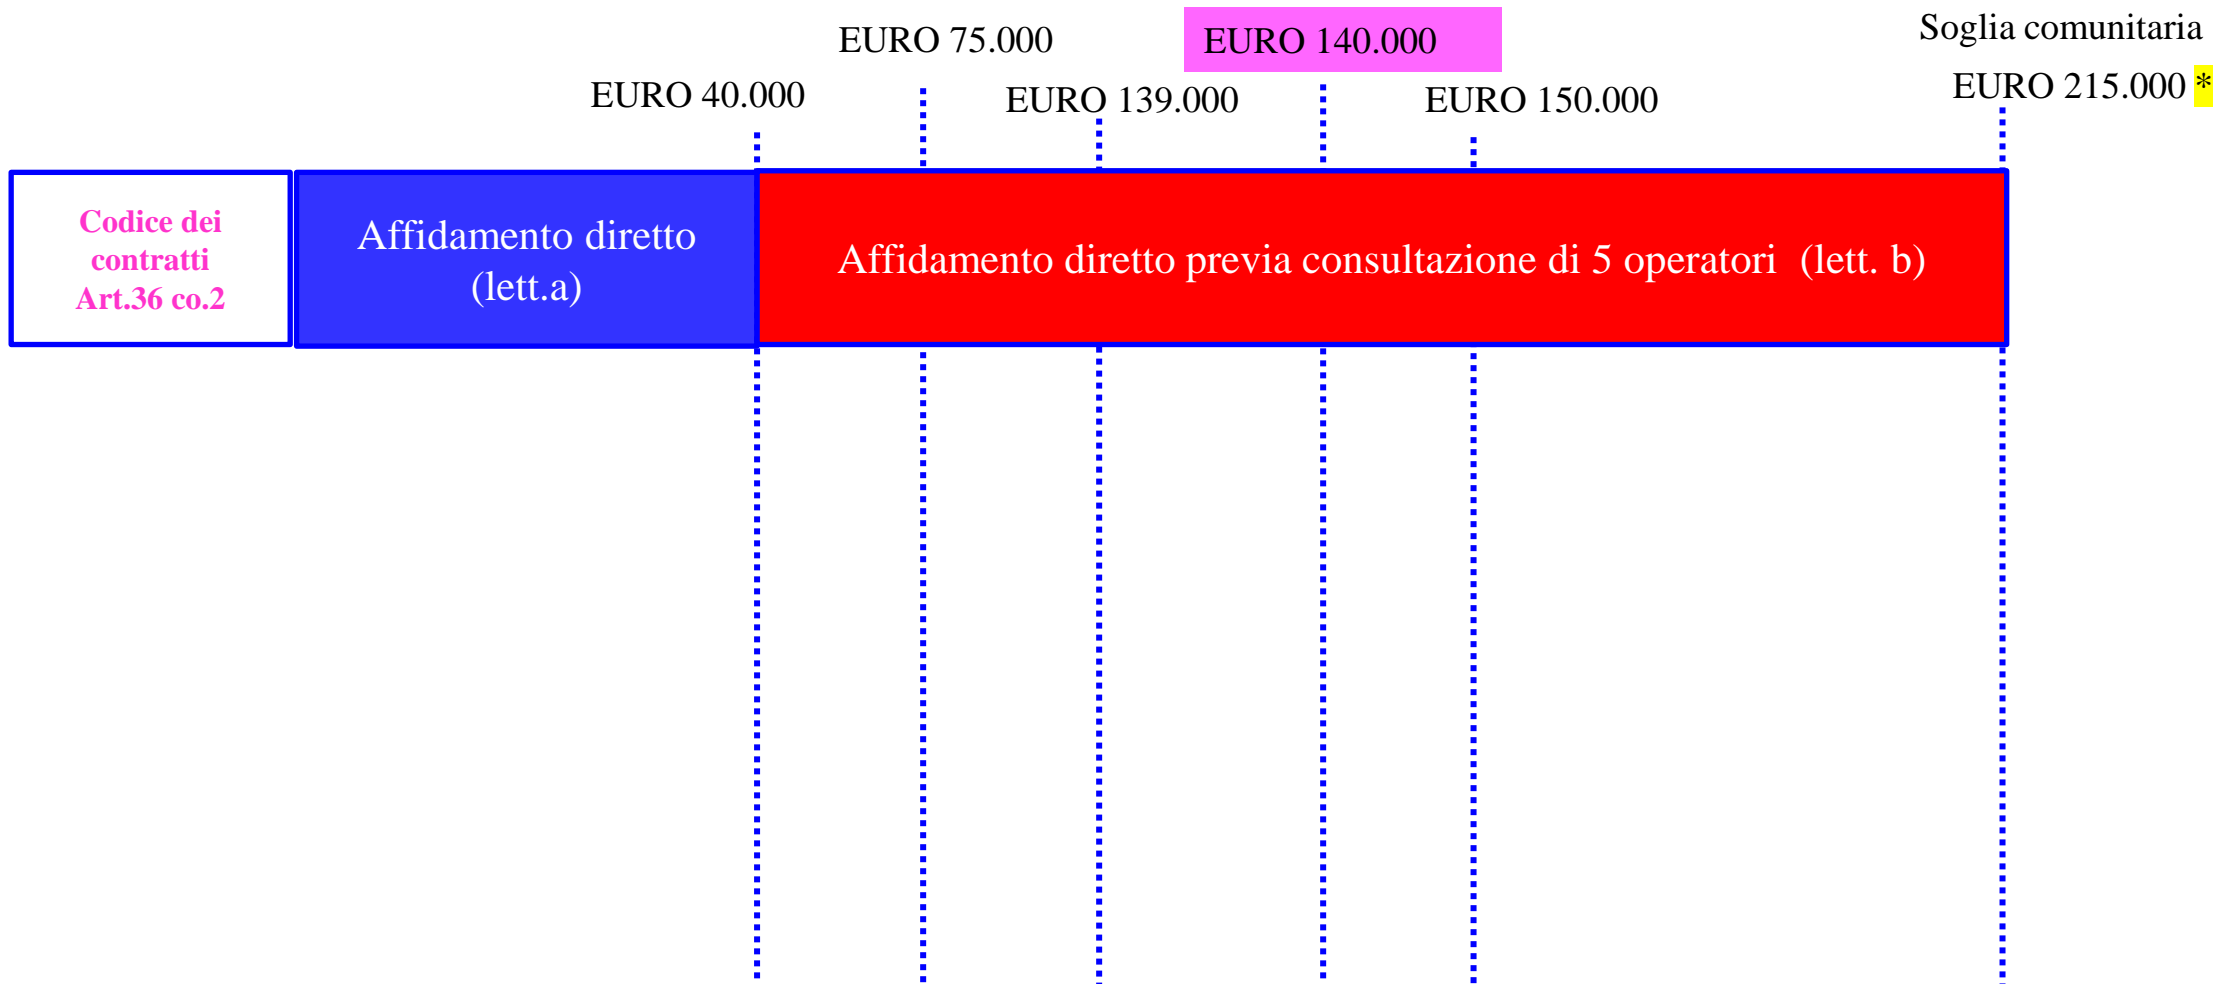 Soglia comunitaria
EURO 75.000
EURO 140.000
EURO 40.000
EURO 139.000
EURO 150.000
EURO 215.000 *
Codice dei
contratti
Art.36 co.2
Affidamento diretto
(lett.a)
Affidamento diretto previa consultazione di 5 operatori (lett. b)